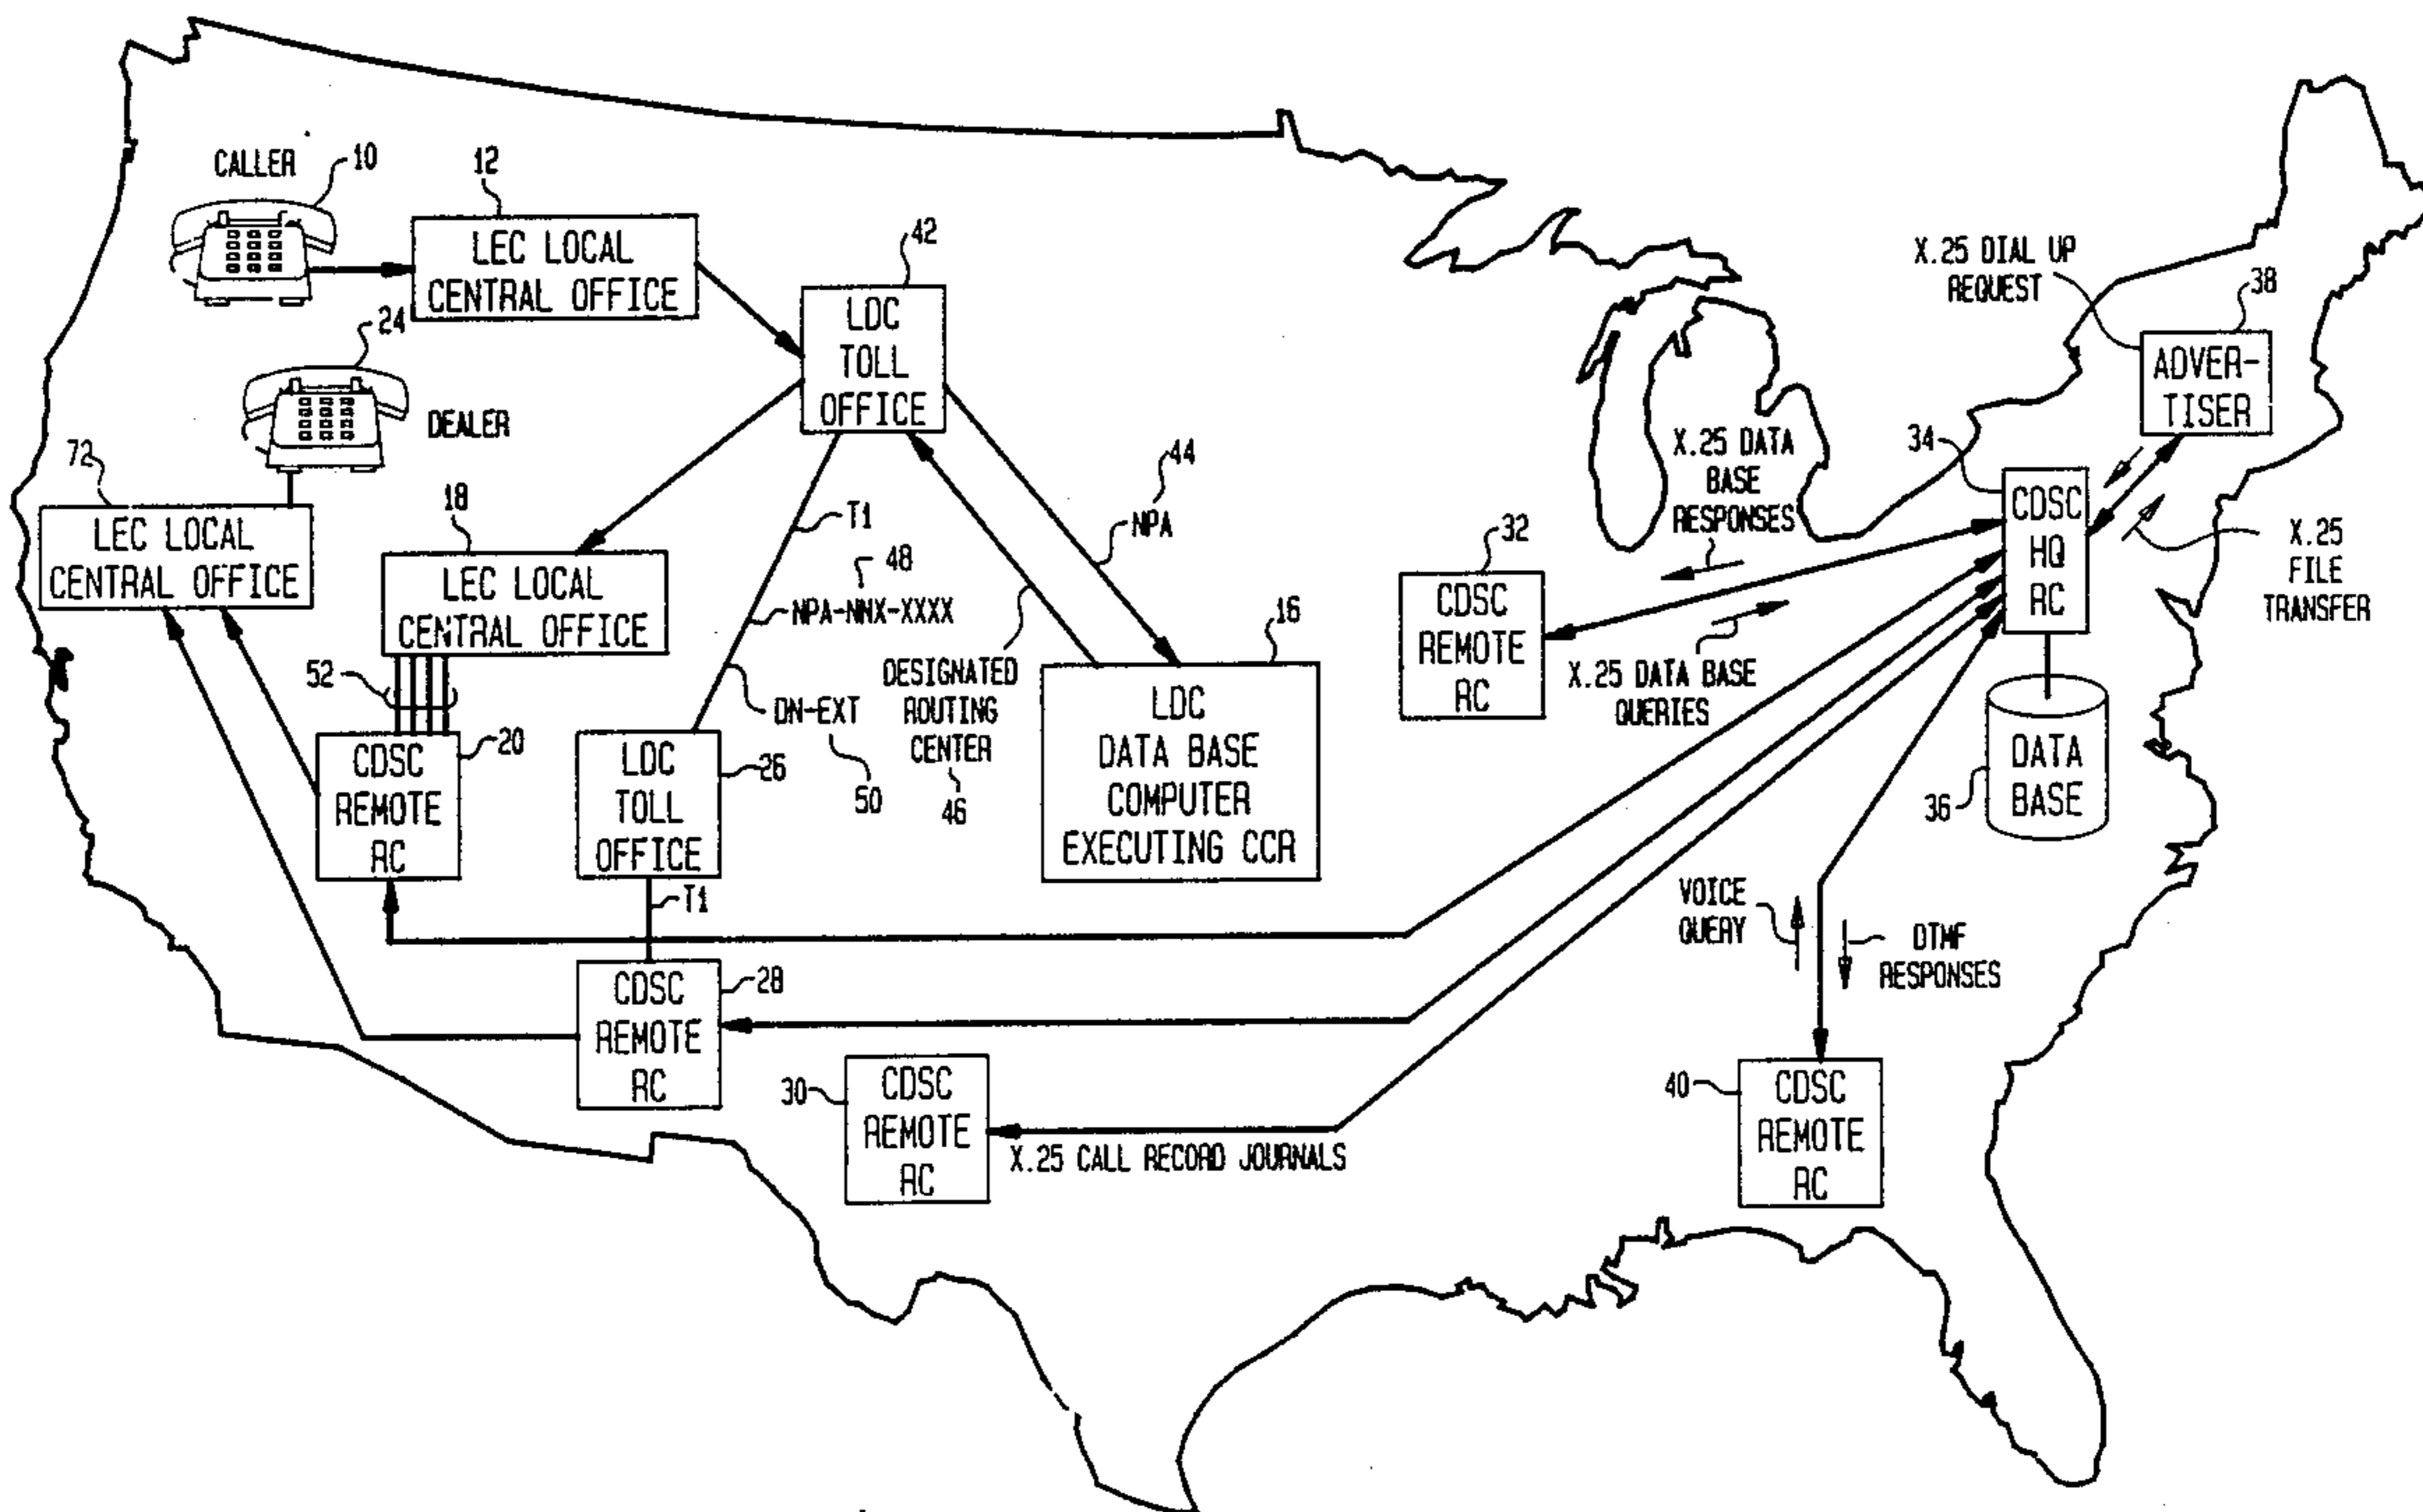 CALLER
10
12
LEC LOCAL
CENTRAL OFFICE
42
LDC
TOLL
OFFICE
24
DEALER
72
LEC LOCAL
CENTRAL OFFICE
18
LEC LOCAL
CENTRAL OFFICE
T1
48
NPA-NNX-XXXX
DN-EXT
50
44
NPA
DESIGNATED
ROUTING
CENTER
46
16
LDC
DATA BASE
COMPUTER
EXECUTING CCR
52
20
CDSC
REMOTE
RC
26
LDC
TOLL
OFFICE
T1
28
CDSC
REMOTE
RC
30
CDSC
REMOTE
RC
X.25 CALL RECORD JOURNALS
32
CDSC
REMOTE
RC
X.25 DATA
BASE
RESPONSES
X.25 DATA BASE
QUERIES
X.25 DIAL UP
REQUEST
38
ADVER-
TISER
34
CDSC
HQ
RC
X.25
FILE
TRANSFER
36
DATA
BASE
VOICE
QUERY
DTMF
RESPONSES
40
CDSC
REMOTE
RC